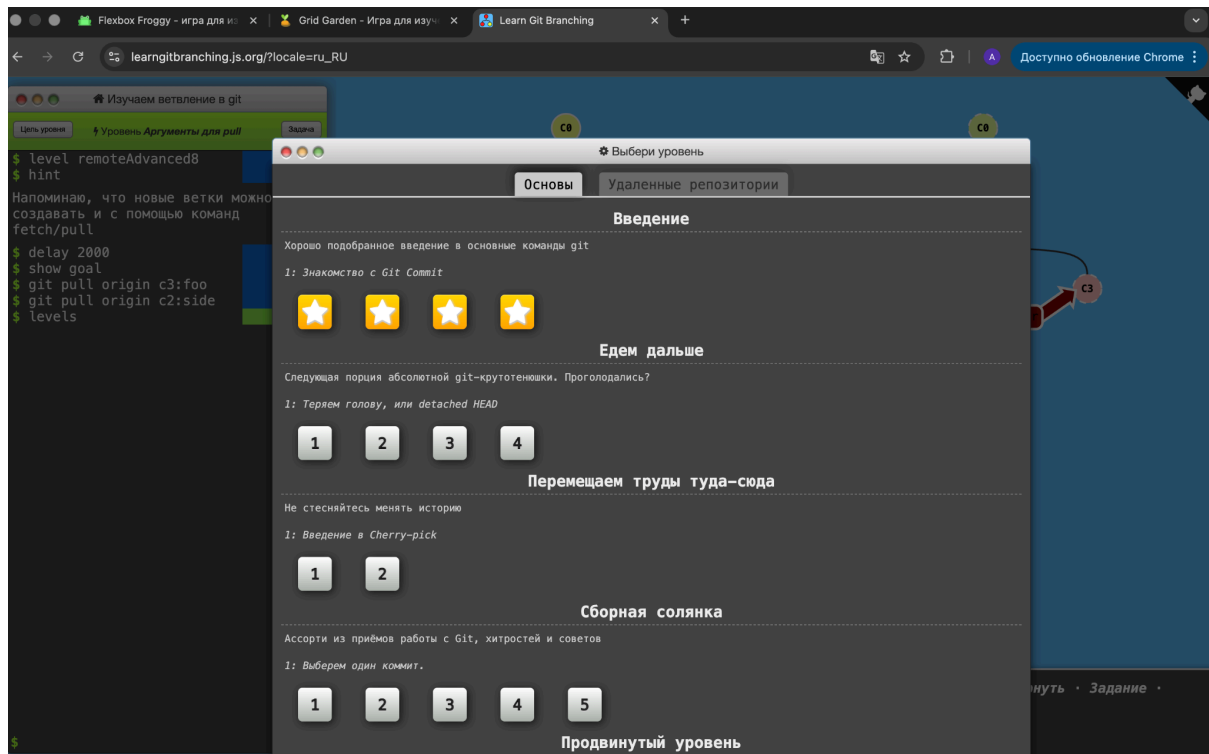 Flexbox Froggy - игра для из
Grid Garden - Игра для изуч
Learn Git Branching
learngitbranching.js.org/?locale=ru_RU
A
Доступно обновление Chrome
Изучаем ветвление в git
Цель уровня
Уровень Аргументы для pull
Задача
$ level remoteAdvanced8
$ hint
Напоминаю, что новые ветки можно
создавать и с помощью команд
fetch/pull
$ delay 2000
$ show goal
$ git pull origin c3:foo
$ git pull origin c2:side
$ levels
$
C0
C0
C3
Выбери уровень
Основы
Удаленные репозитории
Введение
Хорошо подобранное введение в основные команды git
1: Знакомство с Git Commit
Едем дальше
Следующая порция абсолютной git-крутотенюшки. Проголодались?
1: Теряем голову, или detached HEAD
1 2 3 4
Перемещаем труды туда-сюда
Не стесняйтесь менять историю
1: Введение в Cherry-pick
1 2
Сборная солянка
Ассорти из приёмов работы с Git, хитростей и советов
1: Выберем один коммит.
1 2 3 4 5
Продвинутый уровень
нуть · Задание ·